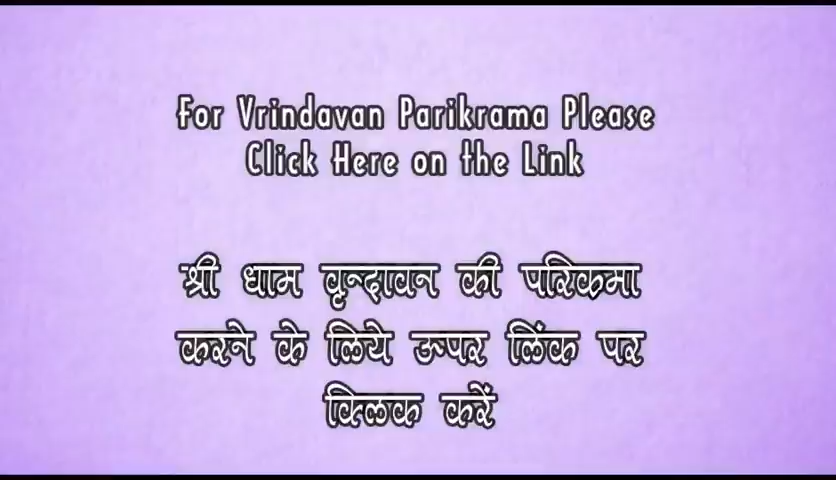 For Vrindavan Parikrama Please
Click Here on the Link
श्री धाम वृन्दावन की परिक्रमा
करने के लिये ऊपर लिंक पर
क्लिक करें